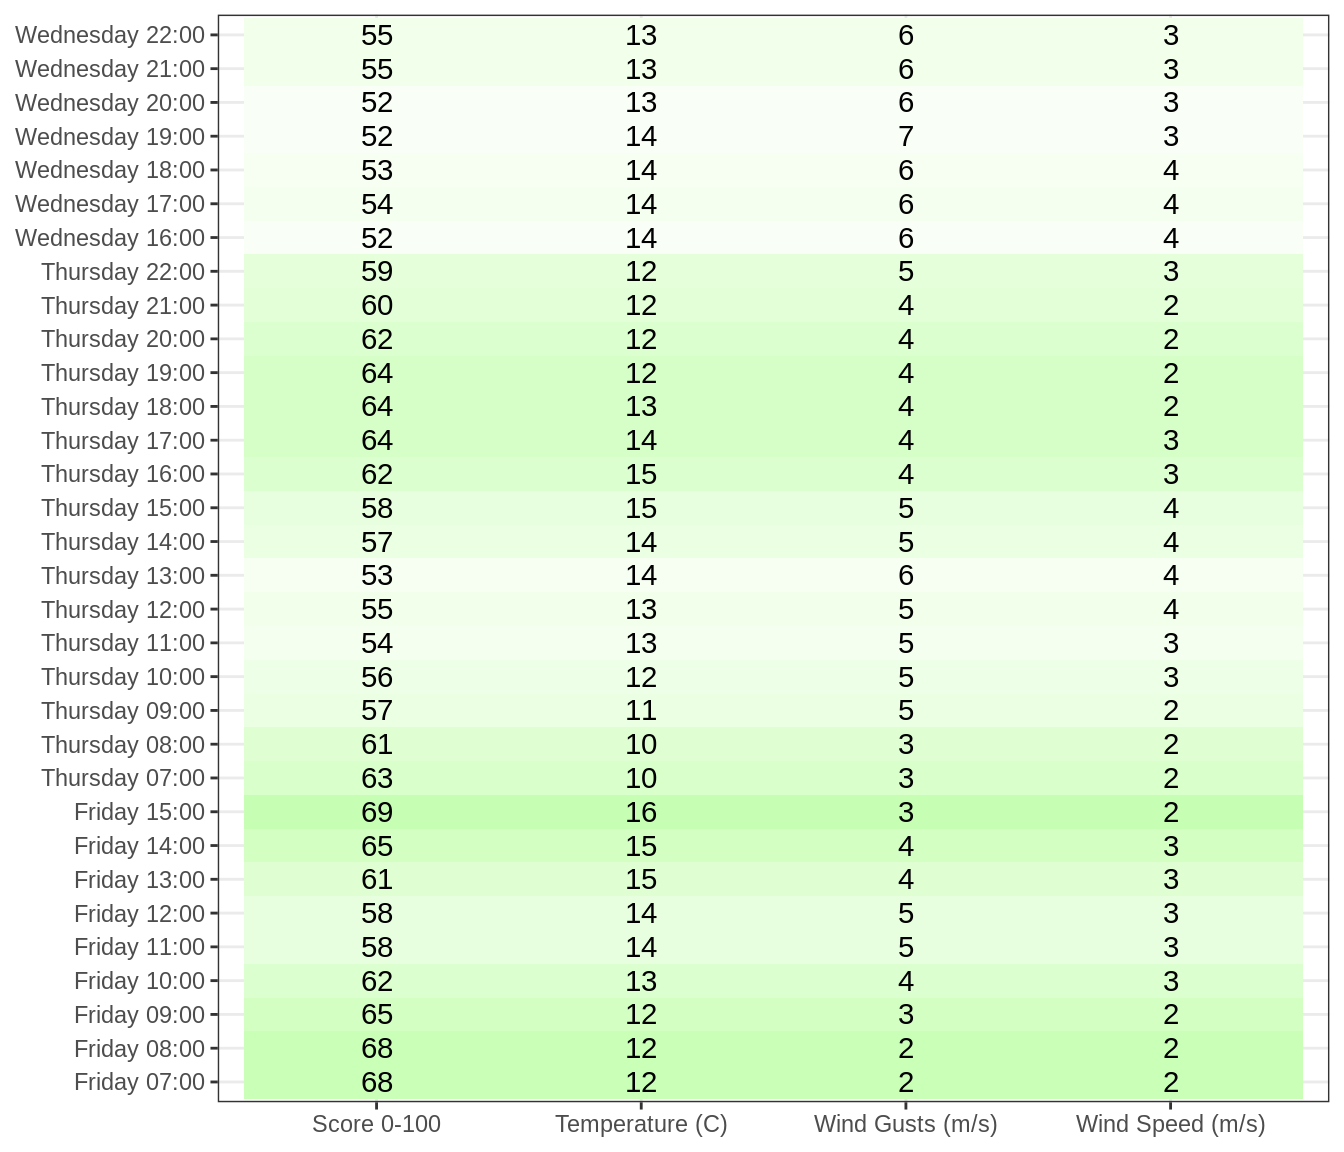 Wednesday 22:00 55 13 6 3
Wednesday 21:00 55 13 6 3
Wednesday 20:00 52 13 6 3
Wednesday 19:00 52 14 7 3
Wednesday 18:00 53 14 6 4
Wednesday 17:00 54 14 6 4
Wednesday 16:00 52 14 6 4
Thursday 22:00 59 12 5 3
Thursday 21:00 60 12 4 2
Thursday 20:00 62 12 4 2
Thursday 19:00 64 12 4 2
Thursday 18:00 64 13 4 2
Thursday 17:00 64 14 4 3
Thursday 16:00 62 15 4 3
Thursday 15:00 58 15 5 4
Thursday 14:00 57 14 5 4
Thursday 13:00 53 14 6 4
Thursday 12:00 55 13 5 4
Thursday 11:00 54 13 5 3
Thursday 10:00 56 12 5 3
Thursday 09:00 57 11 5 2
Thursday 08:00 61 10 3 2
Thursday 07:00 63 10 3 2
Friday 15:00 69 16 3 2
Friday 14:00 65 15 4 3
Friday 13:00 61 15 4 3
Friday 12:00 58 14 5 3
Friday 11:00 58 14 5 3
Friday 10:00 62 13 4 3
Friday 09:00 65 12 3 2
Friday 08:00 68 12 2 2
Friday 07:00 68 12 2 2
Score 0-100 Temperature (C) Wind Gusts (m/s) Wind Speed (m/s)